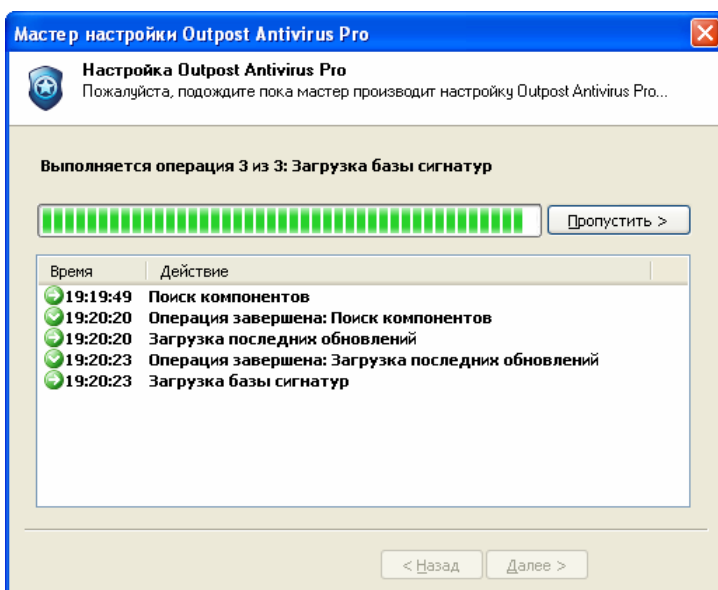 Мастер настройки Outpost Antivirus Pro
Настройка Outpost Antivirus Pro
Пожалуйста, подождите пока мастер производит настройку Outpost Antivirus Pro...
Выполняется операция 3 из 3: Загрузка базы сигнатур
Пропустить >
Время Действие
19:19:49 Поиск компонентов
19:20:20 Операция завершена: Поиск компонентов
19:20:20 Загрузка последних обновлений
19:20:23 Операция завершена: Загрузка последних обновлений
19:20:23 Загрузка базы сигнатур
< Назад Далее >